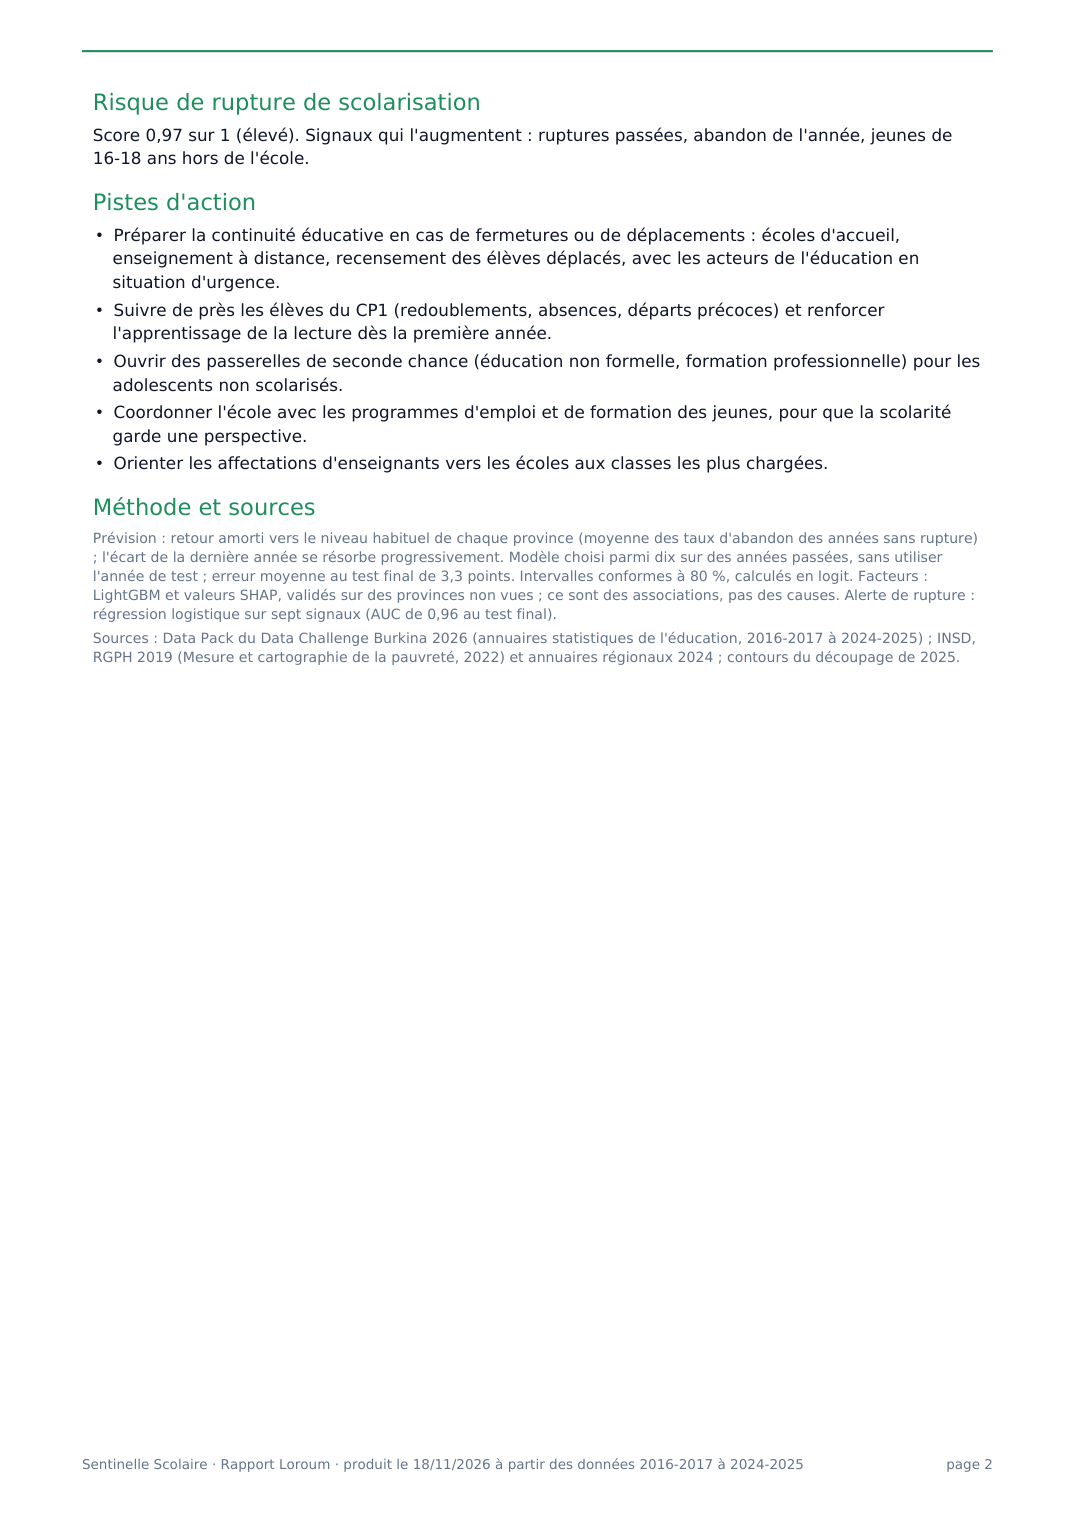 Risque de rupture de scolarisation
Score 0,97 sur 1 (élevé). Signaux qui l'augmentent : ruptures passées, abandon de l'année, jeunes de
16-18 ans hors de l'école.
Pistes d'action
• Préparer la continuité éducative en cas de fermetures ou de déplacements : écoles d'accueil,
enseignement à distance, recensement des élèves déplacés, avec les acteurs de l'éducation en
situation d'urgence.
• Suivre de près les élèves du CP1 (redoublements, absences, départs précoces) et renforcer
l'apprentissage de la lecture dès la première année.
• Ouvrir des passerelles de seconde chance (éducation non formelle, formation professionnelle) pour les
adolescents non scolarisés.
• Coordonner l'école avec les programmes d'emploi et de formation des jeunes, pour que la scolarité
garde une perspective.
• Orienter les affectations d'enseignants vers les écoles aux classes les plus chargées.
Méthode et sources
Prévision : retour amorti vers le niveau habituel de chaque province (moyenne des taux d'abandon des années sans rupture)
; l'écart de la dernière année se résorbe progressivement. Modèle choisi parmi dix sur des années passées, sans utiliser
l'année de test ; erreur moyenne au test final de 3,3 points. Intervalles conformes à 80 %, calculés en logit. Facteurs :
LightGBM et valeurs SHAP, validés sur des provinces non vues ; ce sont des associations, pas des causes. Alerte de rupture :
régression logistique sur sept signaux (AUC de 0,96 au test final).
Sources : Data Pack du Data Challenge Burkina 2026 (annuaires statistiques de l'éducation, 2016-2017 à 2024-2025) ; INSD,
RGPH 2019 (Mesure et cartographie de la pauvreté, 2022) et annuaires régionaux 2024 ; contours du découpage de 2025.
Sentinelle Scolaire · Rapport Loroum · produit le 18/11/2026 à partir des données 2016-2017 à 2024-2025
page 2